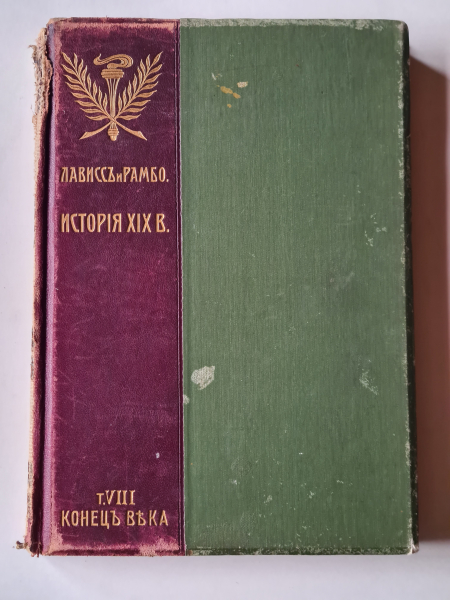 ЛАВИССЪ и РАМБО.
ИСТОРІЯ XIX В.
Т. VIII
КОНЕЦЪ ВѢКА